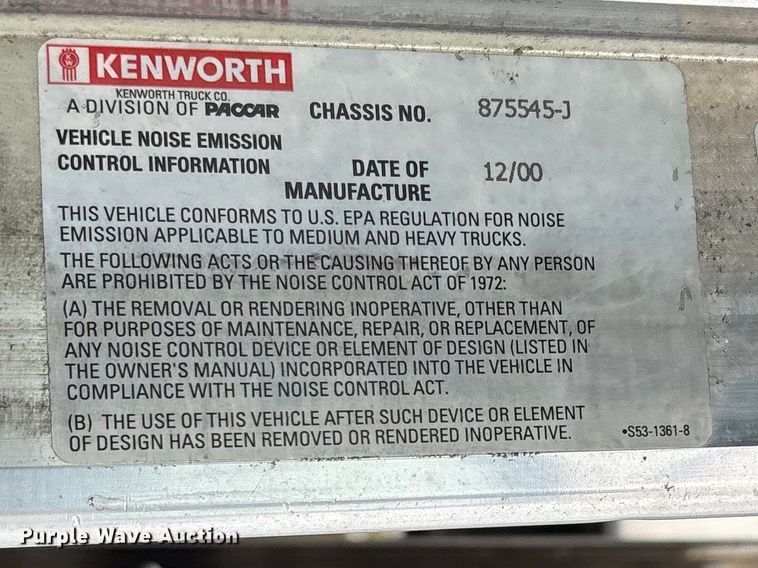 KENWORTH
KENWORTH TRUCK CO.
A DIVISION OF PACCAR
CHASSIS NO. 875545-J
VEHICLE NOISE EMISSION
CONTROL INFORMATION
DATE OF
MANUFACTURE
12/00
THIS VEHICLE CONFORMS TO U.S. EPA REGULATION FOR NOISE
EMISSION APPLICABLE TO MEDIUM AND HEAVY TRUCKS.
THE FOLLOWING ACTS OR THE CAUSING THEREOF BY ANY PERSON
ARE PROHIBITED BY THE NOISE CONTROL ACT OF 1972:
(A) THE REMOVAL OR RENDERING INOPERATIVE, OTHER THAN
FOR PURPOSES OF MAINTENANCE, REPAIR, OR REPLACEMENT, OF
ANY NOISE CONTROL DEVICE OR ELEMENT OF DESIGN (LISTED IN
THE OWNER'S MANUAL) INCORPORATED INTO THE VEHICLE IN
COMPLIANCE WITH THE NOISE CONTROL ACT.
(B) THE USE OF THIS VEHICLE AFTER SUCH DEVICE OR ELEMENT
OF DESIGN HAS BEEN REMOVED OR RENDERED INOPERATIVE.
•S53-1361-8
Purple Wave Auction